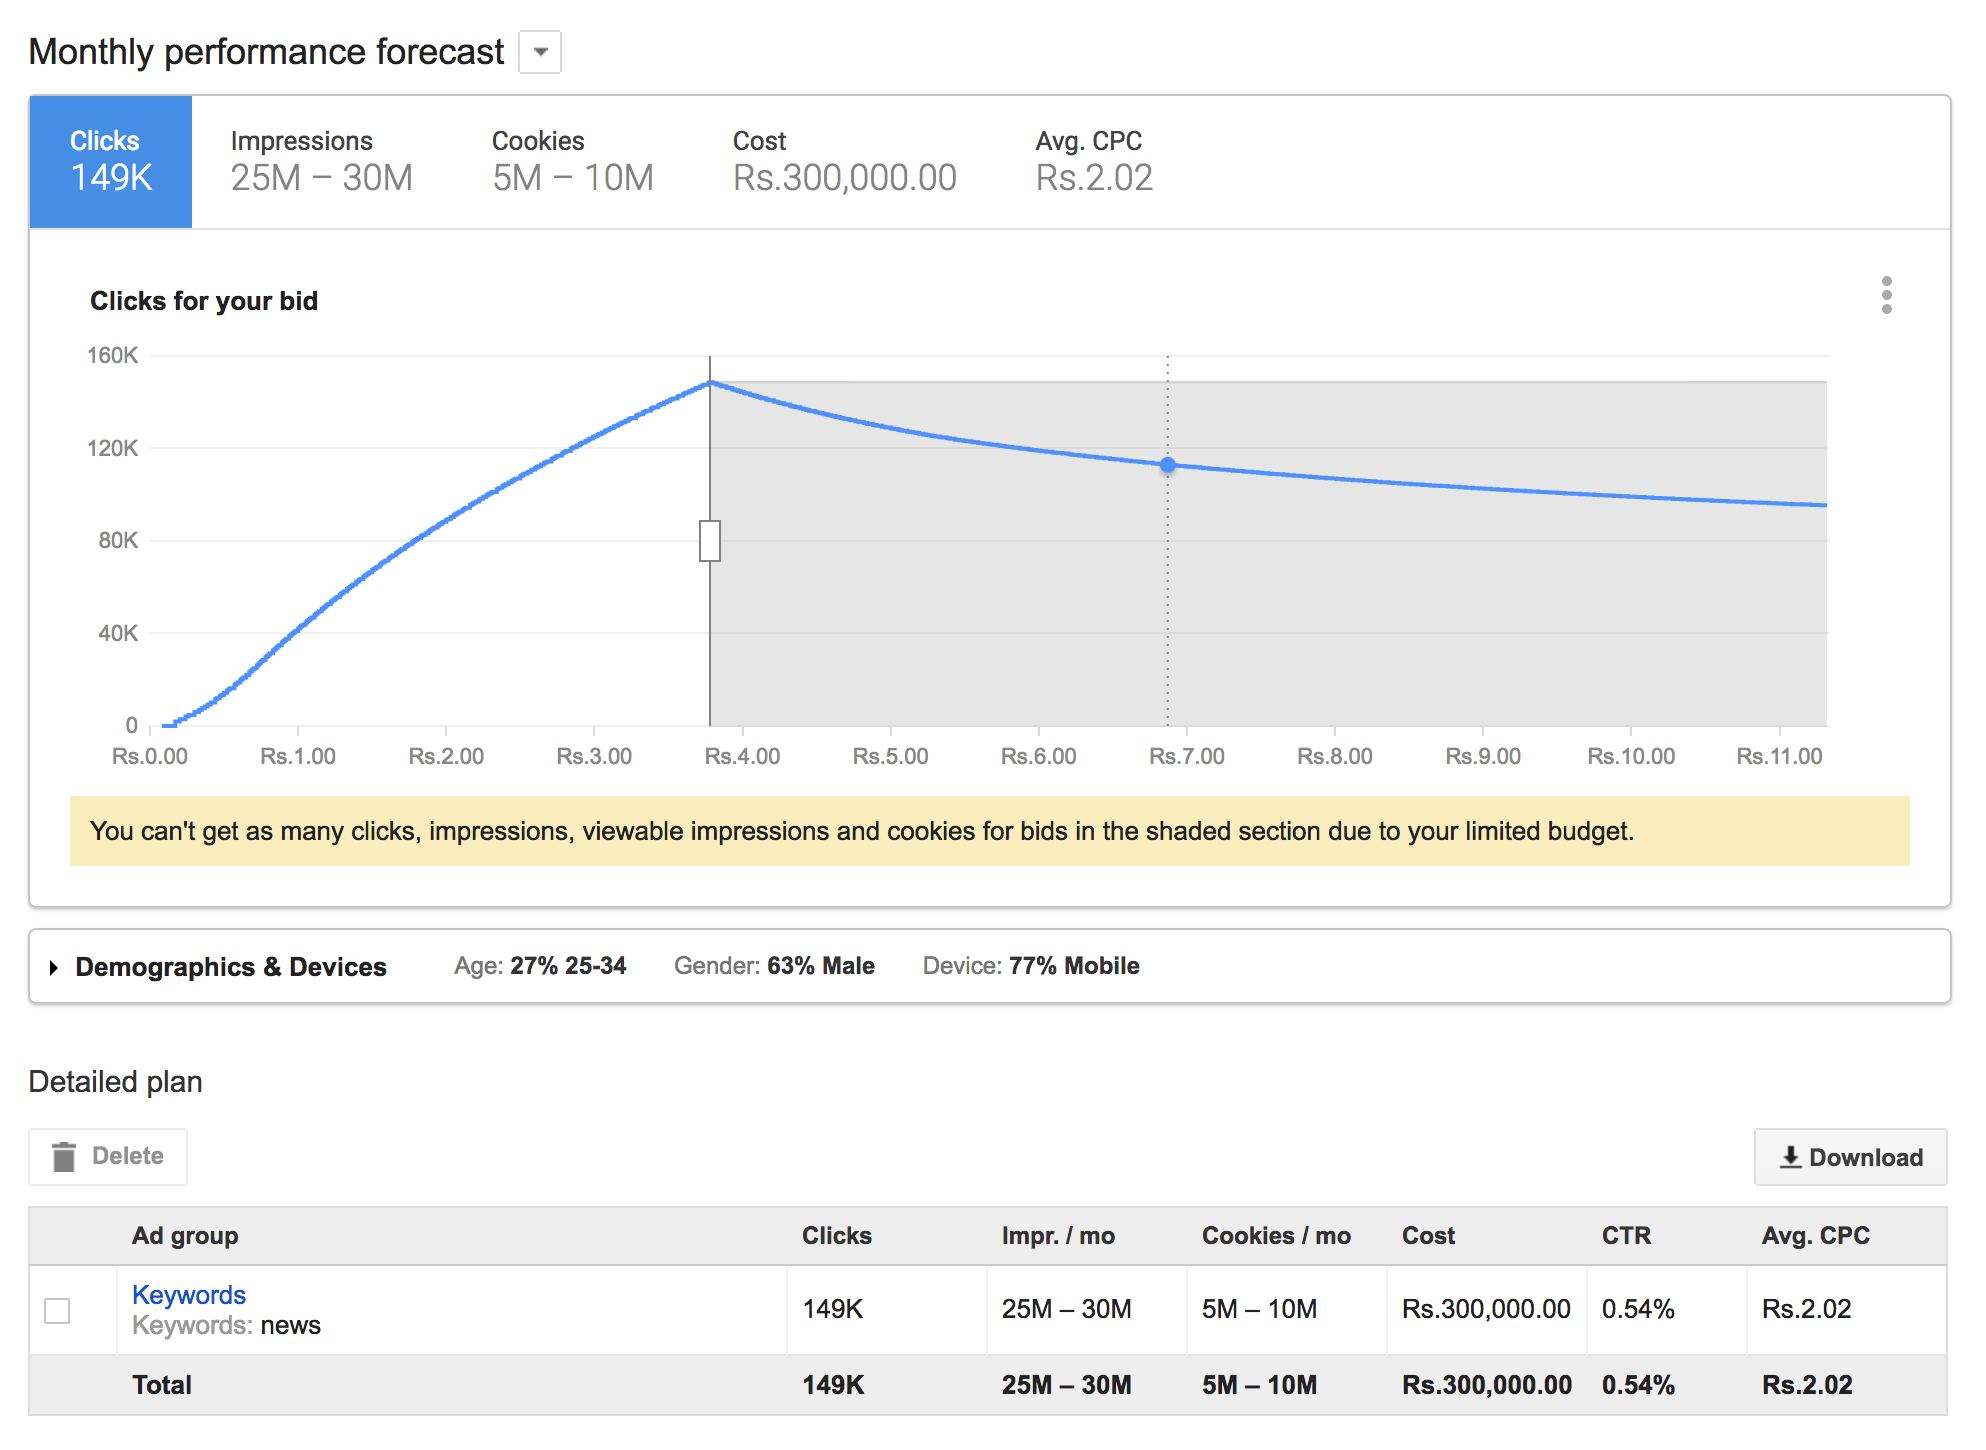 Monthly performance forecast
Clicks Impressions Cookies Cost Avg. CPC
149K 25M – 30M 5M – 10M Rs.300,000.00 Rs.2.02
Clicks for your bid
160K
120K
80K
40K
0
Rs.0.00 Rs.1.00 Rs.2.00 Rs.3.00 Rs.4.00 Rs.5.00 Rs.6.00 Rs.7.00 Rs.8.00 Rs.9.00 Rs.10.00 Rs.11.00
You can't get as many clicks, impressions, viewable impressions and cookies for bids in the shaded section due to your limited budget.
Demographics & Devices Age: 27% 25-34 Gender: 63% Male Device: 77% Mobile
Detailed plan
Delete Download
Ad group Clicks Impr. / mo Cookies / mo Cost CTR Avg. CPC
Keywords
Keywords: news 149K 25M – 30M 5M – 10M Rs.300,000.00 0.54% Rs.2.02
Total 149K 25M – 30M 5M – 10M Rs.300,000.00 0.54% Rs.2.02